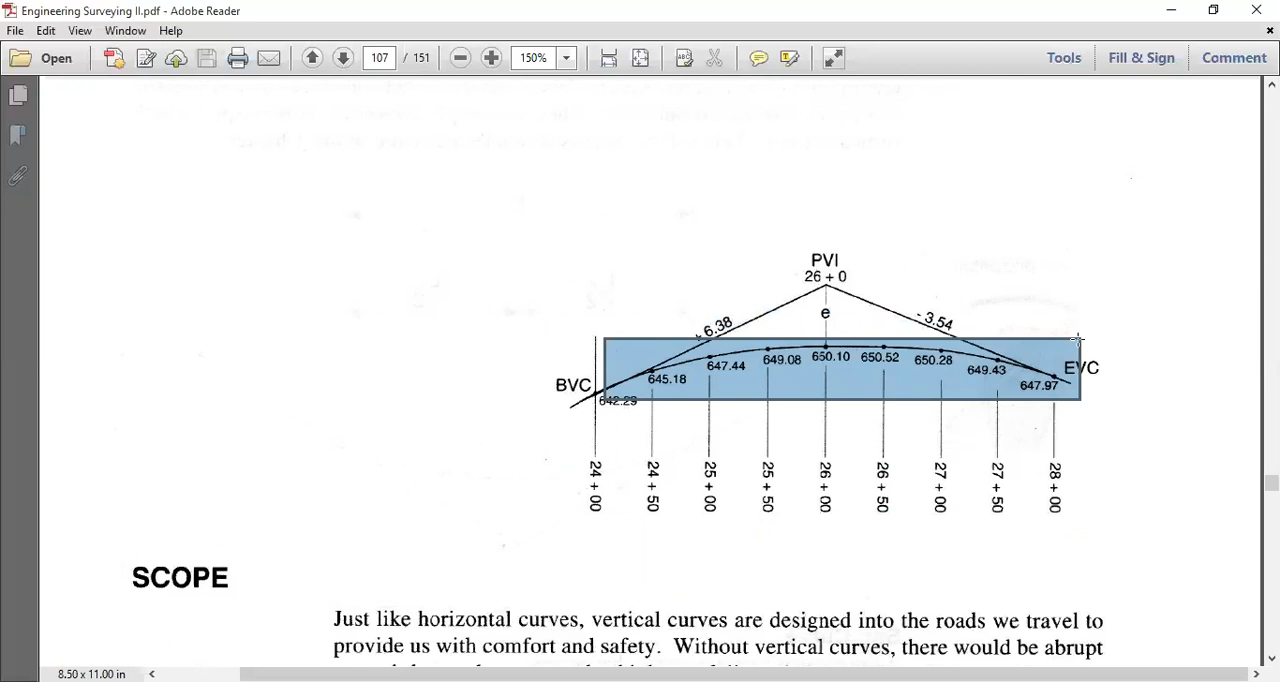 Engineering Surveying II.pdf - Adobe Reader
File Edit View Window Help
Open 107 / 151 150% Tools Fill & Sign Comment
PVI
26 + 0
e
6.38
- 3.54
BVC
642.29
645.18
647.44
649.08
650.10
650.52
650.28
649.43
647.97
EVC
24 + 00
24 + 50
25 + 00
25 + 50
26 + 00
26 + 50
27 + 00
27 + 50
28 + 00
SCOPE
Just like horizontal curves, vertical curves are designed into the roads we travel to
provide us with comfort and safety. Without vertical curves, there would be abrupt
8.50 x 11.00 in